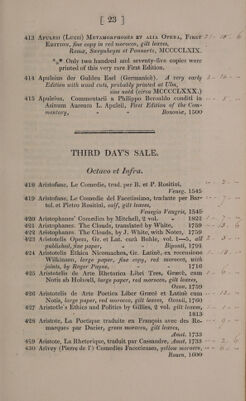 [ 23 ]
413 APULEII (LUCII) METAMORPHOSES ET ALIA OPERA, FIRST
EDITION, fine copy in red morocco, gilt leaves,
Romæ, Sweynheym et Pannartz, MCCCCLXIX.
*** Only two hundred and seventy-five copies were
printed of this very rare First Edition.
414 Apuleius der Gulden Esel (Germanicè). A very early
Edition with wood cuts, probably printed at Ulm,
sine anno (circa MCCCCLXXX.)
415 Apuleius, Commentarii a Philippo Beroaldo conditi in
Asinum Aureum L. Apuleii, First Edition of the Com-
mentary, Bononiæ, 1500
THIRD DAY'S SALE.
Octavo et Infra.
418 Aristofane, Le Comedie, trad. per B. et P. Rositini,
Veneg. 1545
419 Aristofane, Le Comedie del Facetissimo, tradutte per Bar-
tol. et Pietro Rositini, calf, gilt leaves,
Venegia Vaugris, 1545
420 Aristophanes' Comedies by Mitchell, 2 vol. 1822
421 Aristophanes. The Clouds, translated by White, 1759
422 Aristophanes. The Clouds, by J. White, with Notes, 1759
423 Aristotelis Opera, Gr. et Lat. curâ Buhle, vol. 1—5, all
published, fine paper, Bipont, 1791
424 Aristotelis Ethica Nicomachea, Gr. Latinè, ex recensione
Wilkinson, large paper, fine copy, red morocco, with
joints, by Roger Payne, 1716
425 Aristotelis de Arte Rhetorica Libri Tres, Græcè, cum
Notis ab Holwell, large paper, red morocco, gilt leaves,
Oxon. 1759
426 Aristotelis de Arte Poetica Liber Græcè et Latinè cum
Notis, large paper, red morocco, gilt leaves, Oxonii, 1760
427 Aristotle's Ethics and Politics by Gillies, 2 vol. gilt leaves,
1813
428 Aristote, La Poetique traduite en François avec des Re-
marques par Dacier, green morocco, gilt leaves,
Amst. 1733
429 Aristote, La Rhetorique, traduit par Cassandre, Amst. 1733
430 Arivey (Pierre de l') Comedies Facecieuses, yellow morocco,
Rouen, 1600